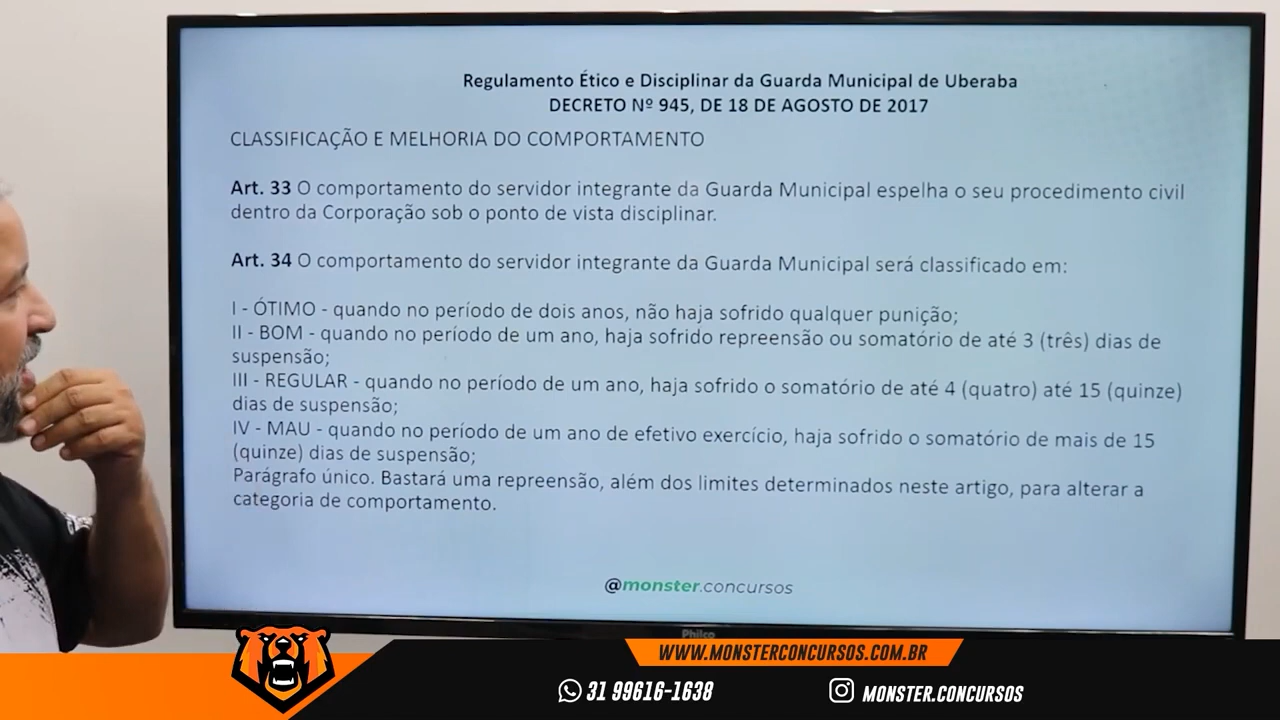 Regulamento Ético e Disciplinar da Guarda Municipal de Uberaba
DECRETO Nº 945, DE 18 DE AGOSTO DE 2017
CLASSIFICAÇÃO E MELHORIA DO COMPORTAMENTO
Art. 33 O comportamento do servidor integrante da Guarda Municipal espelha o seu procedimento civil
dentro da Corporação sob o ponto de vista disciplinar.
Art. 34 O comportamento do servidor integrante da Guarda Municipal será classificado em:
I - ÓTIMO - quando no período de dois anos, não haja sofrido qualquer punição;
II - BOM - quando no período de um ano, haja sofrido repreensão ou somatório de até 3 (três) dias de
suspensão;
III - REGULAR - quando no período de um ano, haja sofrido o somatório de até 4 (quatro) até 15 (quinze)
dias de suspensão;
IV - MAU - quando no período de um ano de efetivo exercício, haja sofrido o somatório de mais de 15
(quinze) dias de suspensão;
Parágrafo único. Bastará uma repreensão, além dos limites determinados neste artigo, para alterar a
categoria de comportamento.
@monster.concursos
Philco
WWW.MONSTERCONCURSOS.COM.BR
31 99616-1638
MONSTER.CONCURSOS